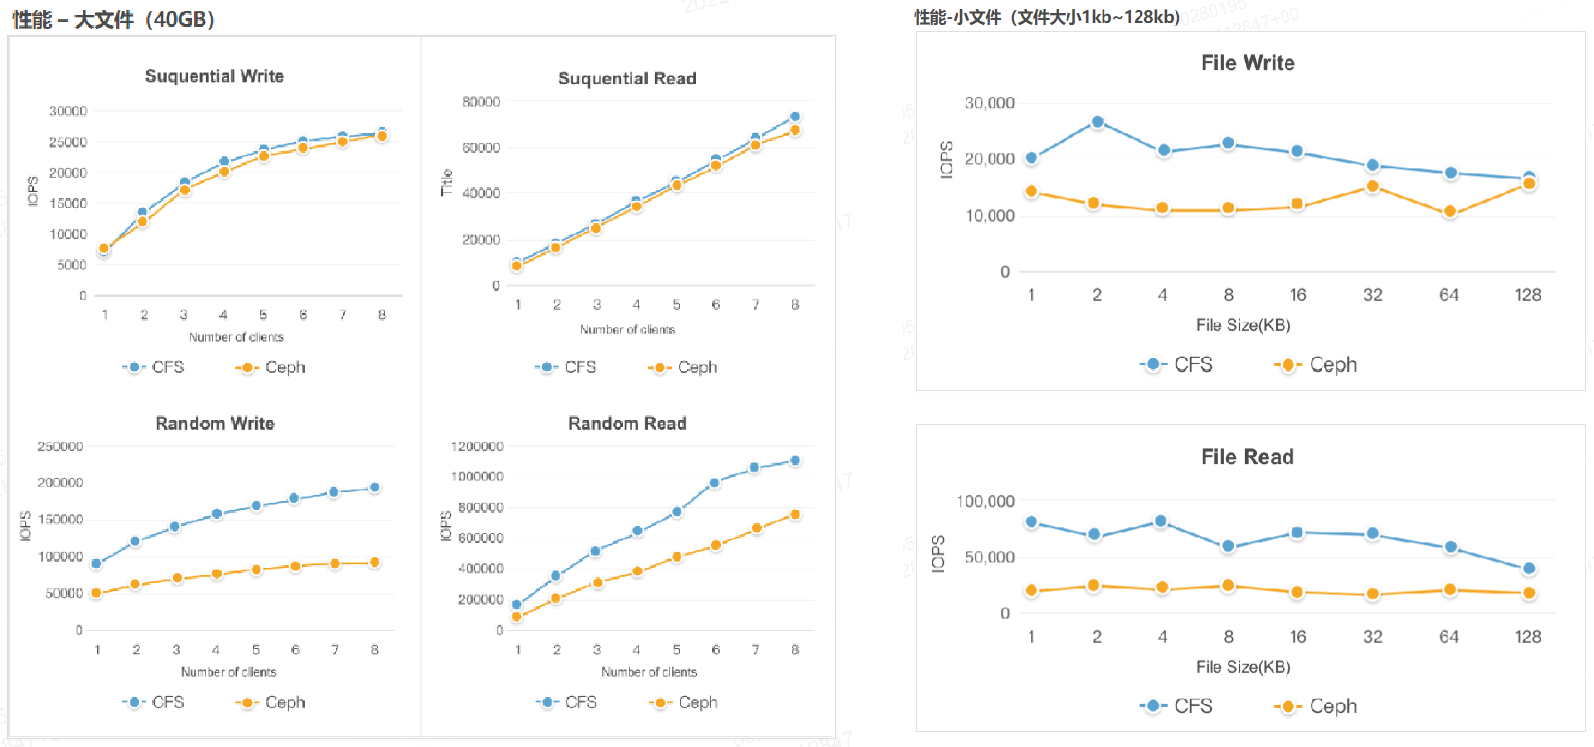 性能 – 大文件（40GB）
Suquential Write
30000
25000
20000
15000
10000
5000
0
IOPS
1 2 3 4 5 6 7 8
Number of clients
CFS Ceph
Suquential Read
80000
60000
40000
20000
0
Title
1 2 3 4 5 6 7 8
Number of clients
CFS Ceph
Random Write
250000
200000
150000
100000
50000
0
IOPS
1 2 3 4 5 6 7 8
Number of clients
CFS Ceph
Random Read
1200000
1000000
800000
600000
400000
200000
0
IOPS
1 2 3 4 5 6 7 8
Number of clients
CFS Ceph
性能-小文件（文件大小1kb~128kb)
File Write
30,000
20,000
10,000
0
IOPS
1 2 4 8 16 32 64 128
File Size(KB)
CFS Ceph
File Read
100,000
50,000
0
IOPS
1 2 4 8 16 32 64 128
File Size(KB)
CFS Ceph